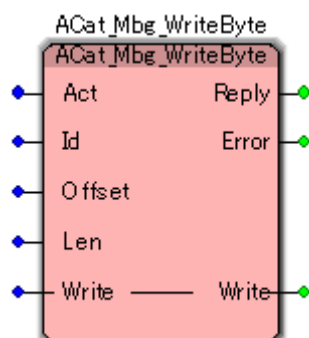 ACat_Mbg_WriteByte
ACat_Mbg_WriteByte
Act Reply
Id Error
Offset
Len
Write Write